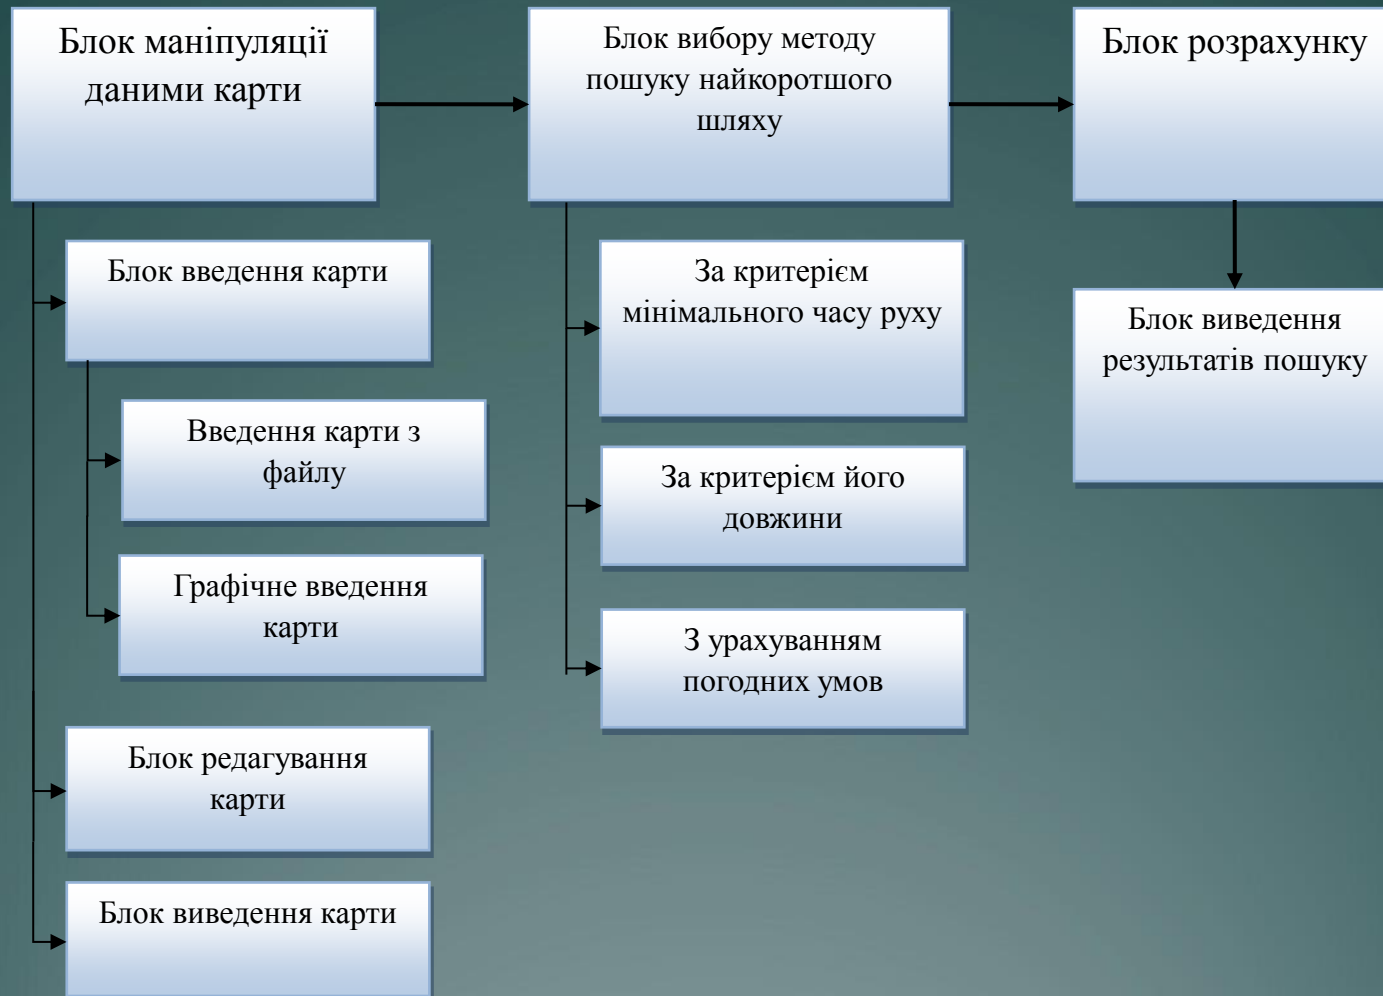 Блок маніпуляції
даними карти
Блок введення карти
Введення карти з
файлу
Графічне введення
карти
Блок редагування
карти
Блок виведення карти
Блок вибору методу
пошуку найкоротшого
шляху
За критерієм
мінімального часу руху
За критерієм його
довжини
З урахуванням
погодних умов
Блок розрахунку
Блок виведення
результатів пошуку